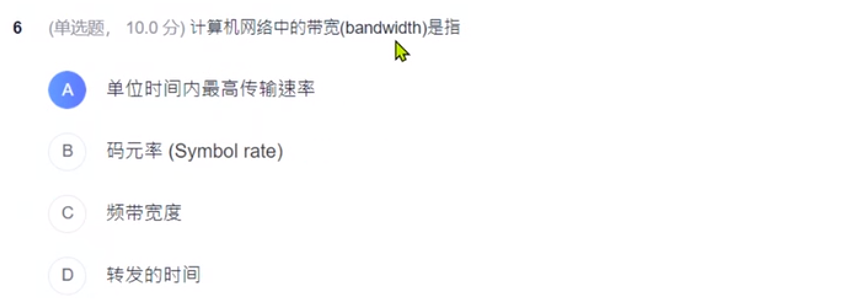 6 (单选题, 10.0 分) 计算机网络中的带宽(bandwidth)是指
A 单位时间内最高传输速率
B 码元率 (Symbol rate)
C 频带宽度
D 转发的时间